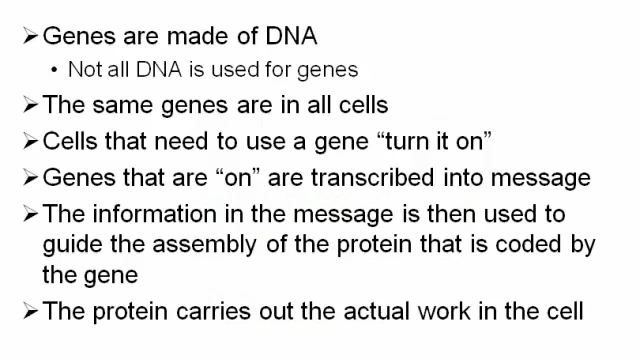 ➢Genes are made of DNA
• Not all DNA is used for genes
➢The same genes are in all cells
➢Cells that need to use a gene “turn it on”
➢Genes that are “on” are transcribed into message
➢The information in the message is then used to
guide the assembly of the protein that is coded by
the gene
➢The protein carries out the actual work in the cell